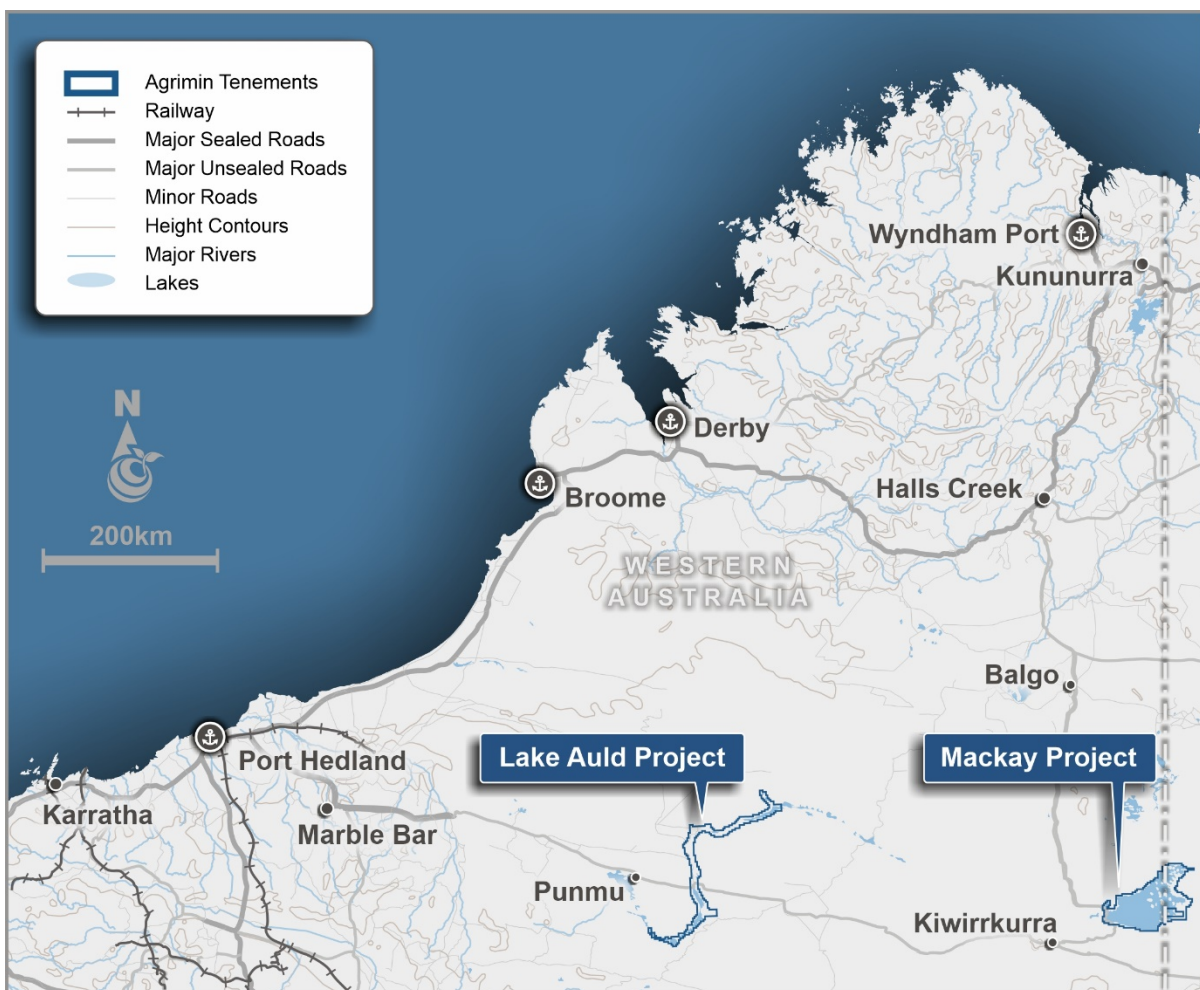 Agrimin Tenements
Railway
Major Sealed Roads
Major Unsealed Roads
Minor Roads
Height Contours
Major Rivers
Lakes
Wyndham Port
Kununurra
N
200km
Derby
Broome
Halls Creek
WESTERN
AUSTRALIA
Balgo
Port Hedland
Lake Auld Project
Mackay Project
Karratha
Marble Bar
Punmu
Kiwirrkurra